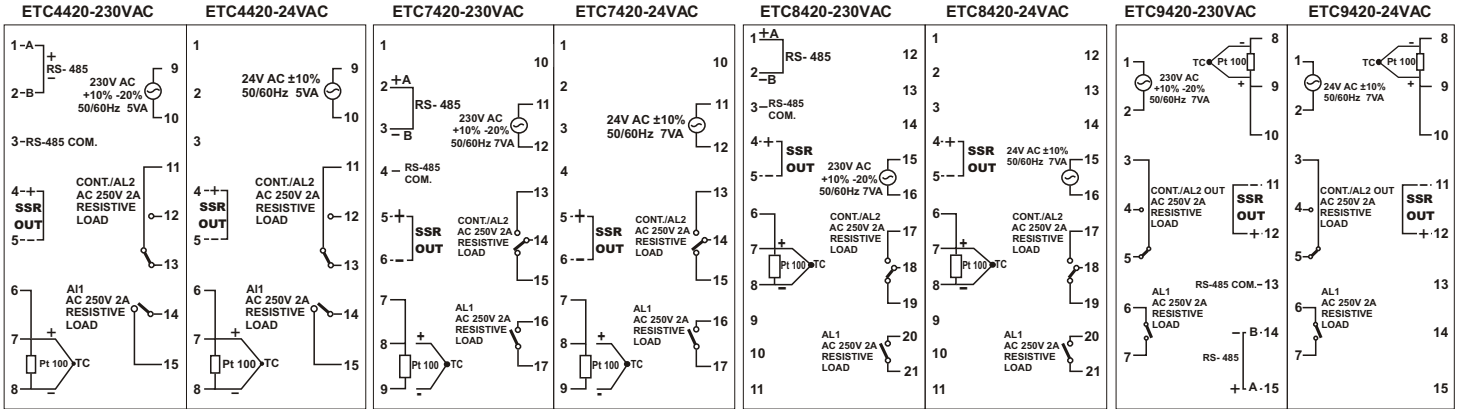 ETC4420-230VAC
1-A
+
RS- 485
−
2-B
3-RS-485 COM.
230V AC
+10% -20%
50/60Hz 5VA
9
10
11
CONT./AL2
AC 250V 2A
RESISTIVE
LOAD
12
13
4 +
SSR
OUT
5 −
6
Al1
AC 250V 2A
RESISTIVE
LOAD
14
15
7
+
Pt 100
TC
8
−
ETC4420-24VAC
1
2
3
24V AC ±10%
50/60Hz 5VA
9
10
11
CONT./AL2
AC 250V 2A
RESISTIVE
LOAD
12
13
4 +
SSR
OUT
5 −
6
Al1
AC 250V 2A
RESISTIVE
LOAD
14
15
7
+
Pt 100
TC
8
−
ETC7420-230VAC
1
10
2 +A
RS- 485
3 − B
4 – RS-485
COM.
230V AC
+10% -20%
50/60Hz 7VA
11
12
13
5 +
SSR
OUT
6 −
CONT./AL2
AC 250V 2A
RESISTIVE
LOAD
14
15
7
AL1
AC 250V 2A
RESISTIVE
LOAD
16
17
8
+
Pt 100
TC
9
-
ETC7420-24VAC
1
10
2
3
4
24V AC ±10%
50/60Hz 7VA
11
12
13
5 +
SSR
OUT
6 −
CONT./AL2
AC 250V 2A
RESISTIVE
LOAD
14
15
7
AL1
AC 250V 2A
RESISTIVE
LOAD
16
17
8
+
Pt 100
TC
9
-
ETC8420-230VAC
1 +A
RS- 485
2 −B
3–RS-485
COM.
12
13
14
4 +
SSR
OUT
5 -
230V AC
+10% -20%
50/60Hz 7VA
15
16
6
CONT./AL2
AC 250V 2A
RESISTIVE
LOAD
17
18
19
7
+
Pt 100
TC
8
−
9
10
11
AL1
AC 250V 2A
RESISTIVE
LOAD
20
21
ETC8420-24VAC
1
2
3
12
13
14
4 +
SSR
OUT
5 -
24V AC ±10%
50/60Hz 7VA
15
16
6
CONT./AL2
AC 250V 2A
RESISTIVE
LOAD
17
18
19
7
+
Pt 100
TC
8
−
9
10
11
AL1
AC 250V 2A
RESISTIVE
LOAD
20
21
ETC9420-230VAC
1
230V AC
+10% -20%
50/60Hz 7VA
2
8
-
TC
Pt 100
+
9
10
3
CONT./AL2 OUT
AC 250V 2A
RESISTIVE
LOAD
4
5
11
SSR
OUT
+ 12
RS-485 COM.–13
6
AL1
AC 250V 2A
RESISTIVE
LOAD
7
− B-14
RS- 485
+ A-15
ETC9420-24VAC
1
24V AC ±10%
50/60Hz 7VA
2
8
-
TC
Pt 100
+
9
10
3
CONT./AL2 OUT
AC 250V 2A
RESISTIVE
LOAD
4
5
11
SSR
OUT
+ 12
13
6
AL1
AC 250V 2A
RESISTIVE
LOAD
7
14
15